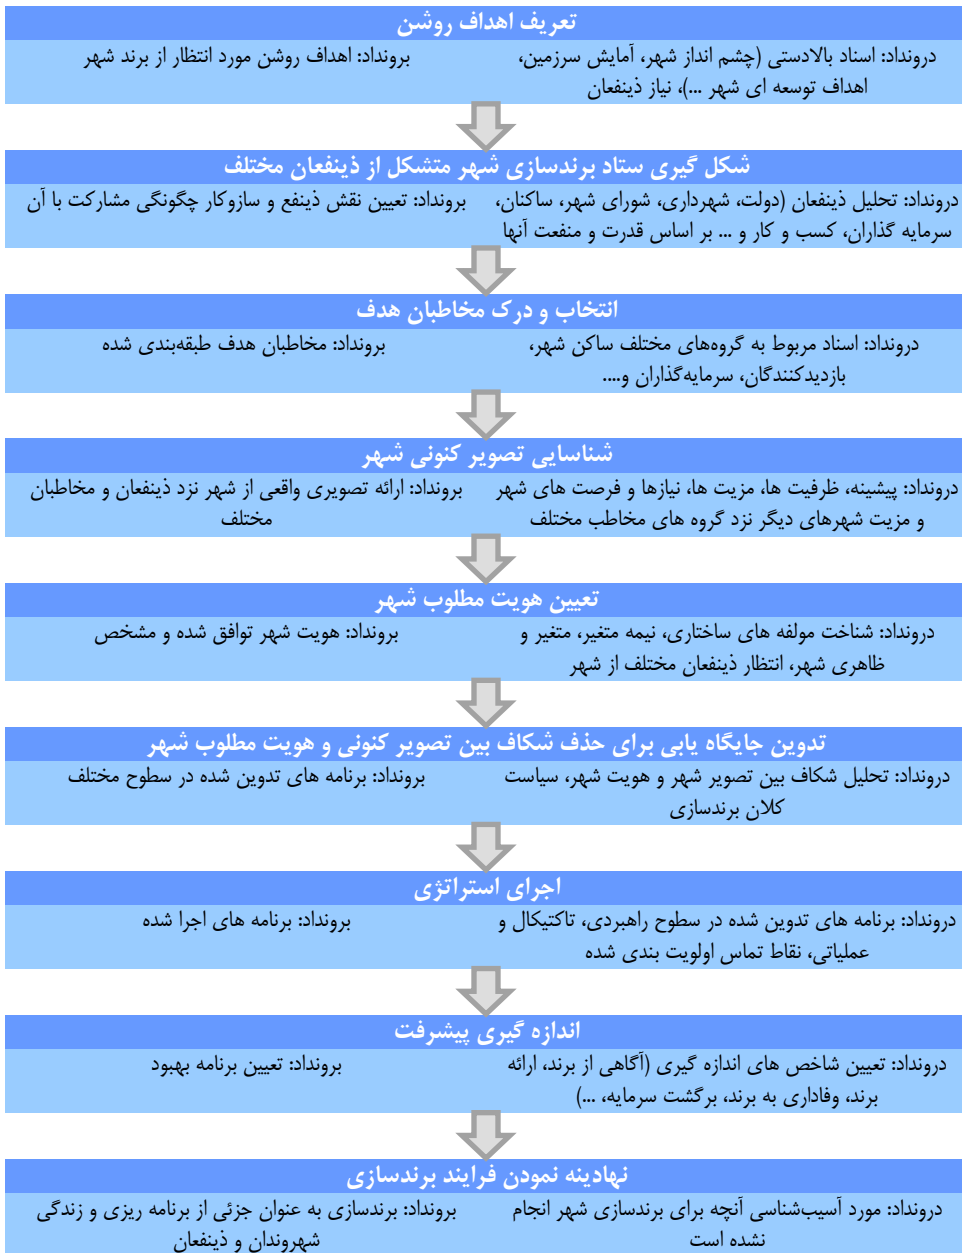 تعریف اهداف روشن
درونداد: اسناد بالادستی (چشم انداز شهر، آمایش سرزمین،
اهداف توسعه ای شهر ...)، نیاز ذینفعان
برونداد: اهداف روشن مورد انتظار از برند شهر
شکل گیری ستاد برندسازی شهر متشکل از ذینفعان مختلف
درونداد: تحلیل ذینفعان (دولت، شهرداری، شورای شهر، ساکنان،
سرمایه گذاران، کسب و کار و ... بر اساس قدرت و منفعت آنها
برونداد: تعیین نقش ذینفع و سازوکار چگونگی مشارکت با آن
انتخاب و درک مخاطبان هدف
درونداد: اسناد مربوط به گروه‌های مختلف ساکن شهر،
بازدیدکنندگان، سرمایه‌گذاران و....
برونداد: مخاطبان هدف طبقه‌بندی شده
شناسایی تصویر کنونی شهر
درونداد: پیشینه، ظرفیت ها، مزیت ها، نیازها و فرصت های شهر
و مزیت شهرهای دیگر نزد گروه های مخاطب مختلف
برونداد: ارائه تصویری واقعی از شهر نزد ذینفعان و مخاطبان
مختلف
تعیین هویت مطلوب شهر
درونداد: شناخت مولفه های ساختاری، نیمه متغیر، متغیر و
ظاهری شهر، انتظار ذینفعان مختلف از شهر
برونداد: هویت شهر توافق شده و مشخص
تدوین جایگاه یابی برای حذف شکاف بین تصویر کنونی و هویت مطلوب شهر
درونداد: تحلیل شکاف بین تصویر شهر و هویت شهر، سیاست
کلان برندسازی
برونداد: برنامه های تدوین شده در سطوح مختلف
اجرای استراتژی
درونداد: برنامه های تدوین شده در سطوح راهبردی، تاکتیکال و
عملیاتی، نقاط تماس اولویت بندی شده
برونداد: برنامه های اجرا شده
اندازه گیری پیشرفت
درونداد: تعیین شاخص های اندازه گیری (آگاهی از برند، ارائه
برند، وفاداری به برند، برگشت سرمایه، ...)
برونداد: تعیین برنامه بهبود
نهادینه نمودن فرایند برندسازی
درونداد: مورد آسیب‌شناسی آنچه برای برندسازی شهر انجام
نشده است
برونداد: برندسازی به عنوان جزئی از برنامه ریزی و زندگی
شهروندان و ذینفعان